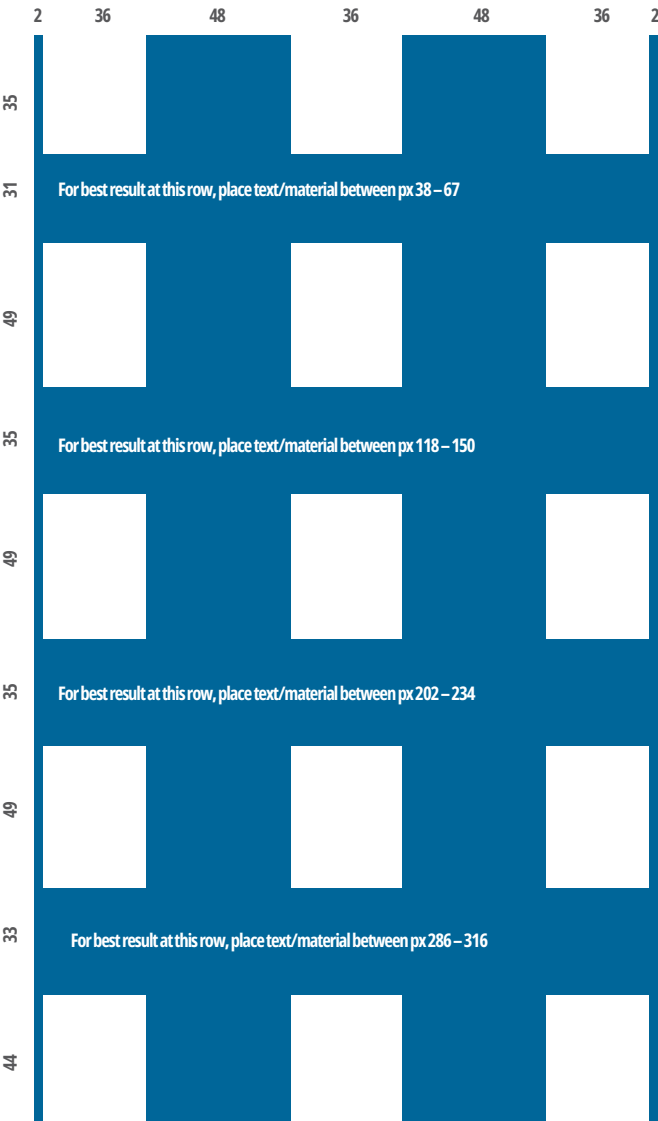 2 36 48 36 48 36 2
35
31 For best result at this row, place text/material between px 38 – 67
49
35 For best result at this row, place text/material between px 118 – 150
49
35 For best result at this row, place text/material between px 202 – 234
49
33 For best result at this row, place text/material between px 286 – 316
44